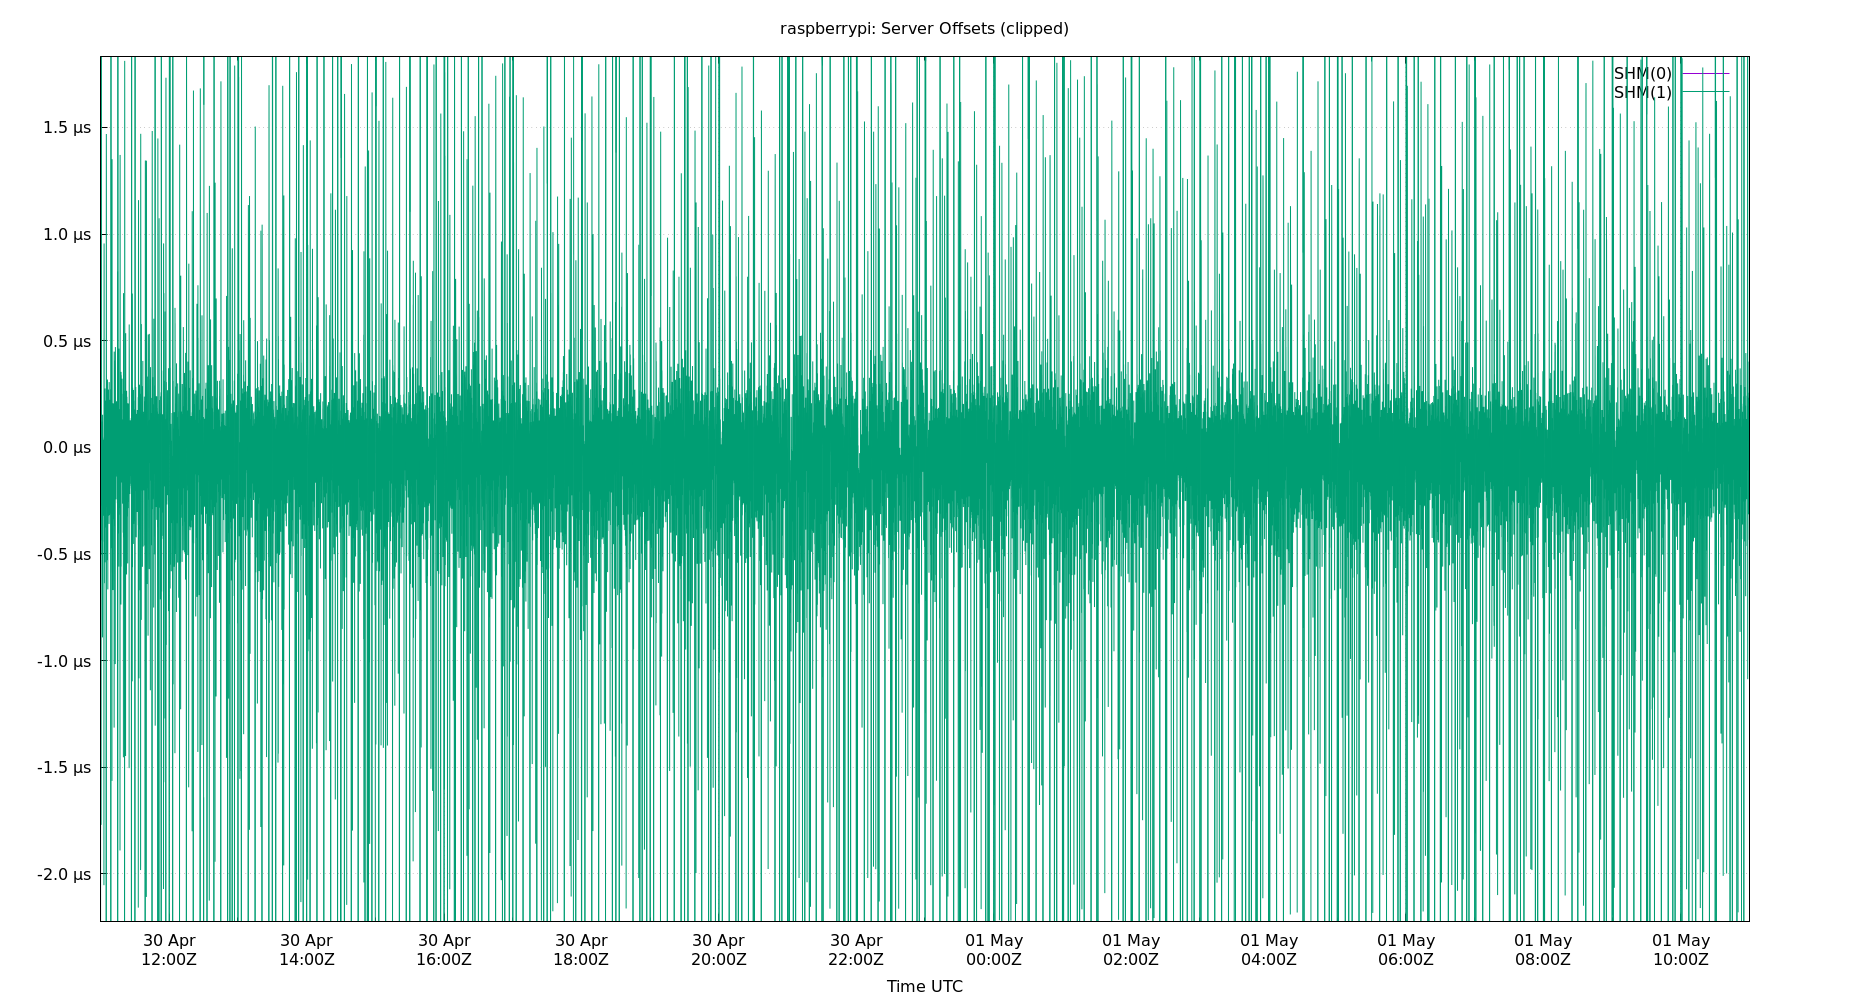 raspberrypi: Server Offsets (clipped)
SHM(0)
SHM(1)
1.5 µs
1.0 µs
0.5 µs
0.0 µs
-0.5 µs
-1.0 µs
-1.5 µs
-2.0 µs
30 Apr 30 Apr 30 Apr 30 Apr 30 Apr 30 Apr 01 May 01 May 01 May 01 May 01 May 01 May
12:00Z 14:00Z 16:00Z 18:00Z 20:00Z 22:00Z 00:00Z 02:00Z 04:00Z 06:00Z 08:00Z 10:00Z
Time UTC